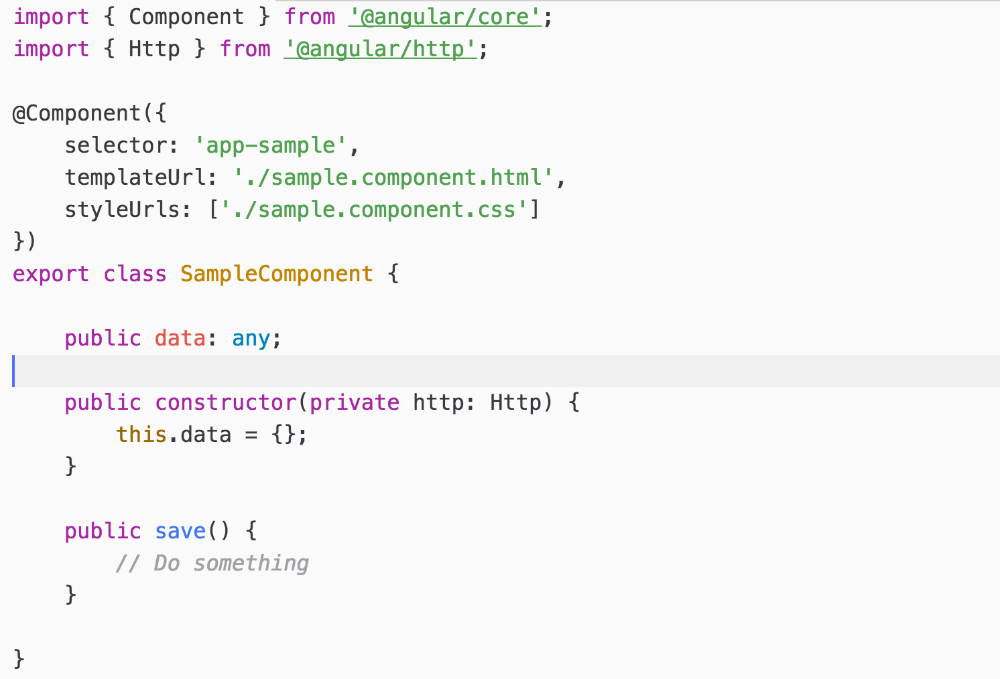 import { Component } from '@angular/core';
import { Http } from '@angular/http';

@Component({
    selector: 'app-sample',
    templateUrl: './sample.component.html',
    styleUrls: ['./sample.component.css']
})
export class SampleComponent {

    public data: any;

    public constructor(private http: Http) {
        this.data = {};
    }

    public save() {
        // Do something
    }

}